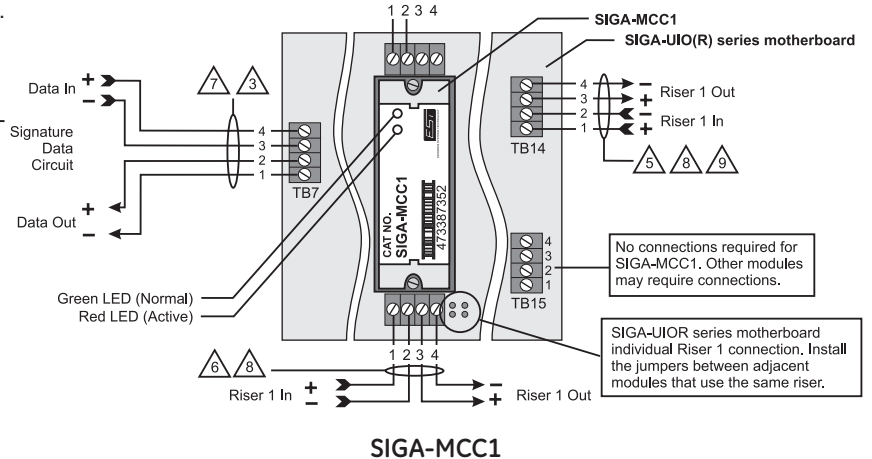 1 2 3 4
SIGA-MCC1
SIGA-UIO(R) series motherboard
Data In
+
−
7
3
Signature
Data
Circuit
4
3
2
1
TB7
Data Out
+
−
EST
CAT NO.
SIGA-MCC1
473387352
4
3
2
1
TB14
−
+
Riser 1 Out
−
+
Riser 1 In
5
8
9
4
3
2
1
TB15
No connections required for
SIGA-MCC1. Other modules
may require connections.
Green LED (Normal)
Red LED (Active)
SIGA-UIOR series motherboard
individual Riser 1 connection. Install
the jumpers between adjacent
modules that use the same riser.
1 2 3 4
6
8
Riser 1 In
+
−
−
+
Riser 1 Out
SIGA-MCC1